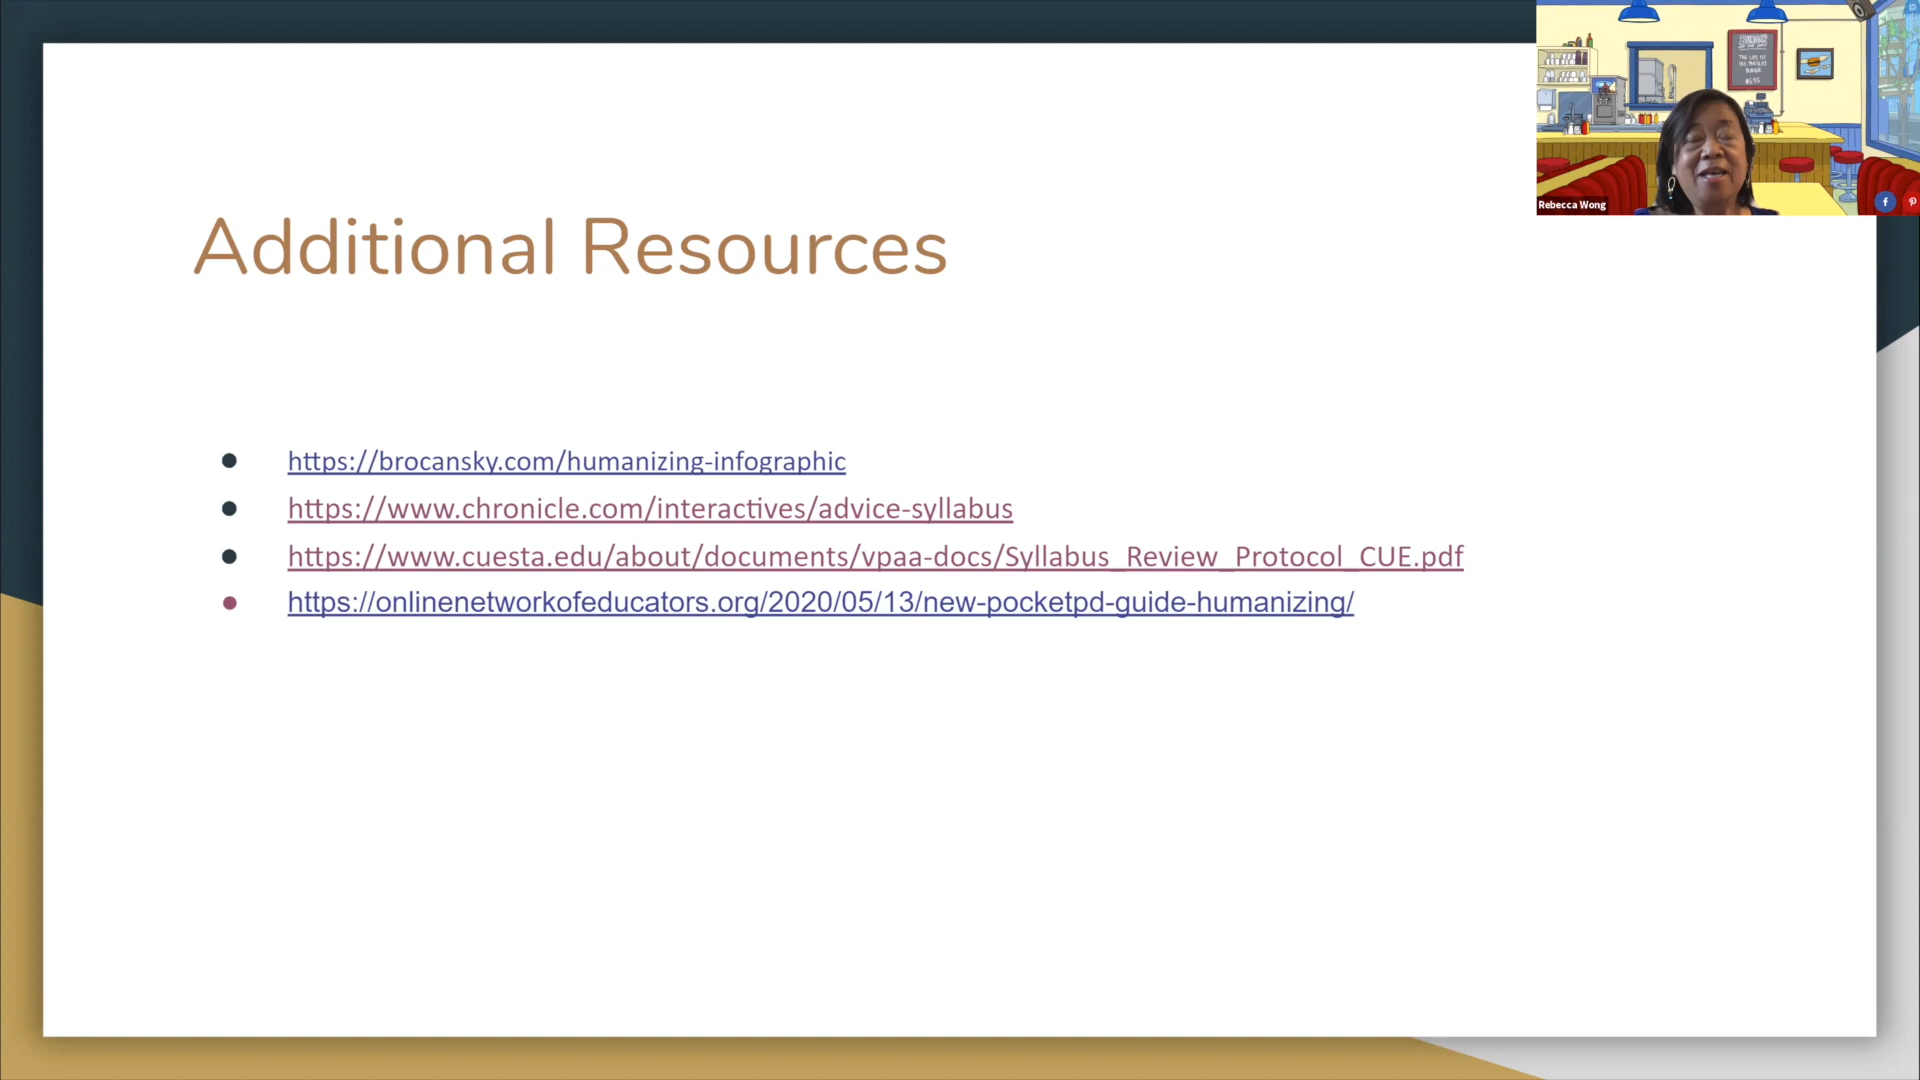 Additional Resources
https://brocansky.com/humanizing-infographic
https://www.chronicle.com/interactives/advice-syllabus
https://www.cuesta.edu/about/documents/vpaa-docs/Syllabus_Review_Protocol_CUE.pdf
https://onlinenetworkofeducators.org/2020/05/13/new-pocketpd-guide-humanizing/
Rebecca Wong